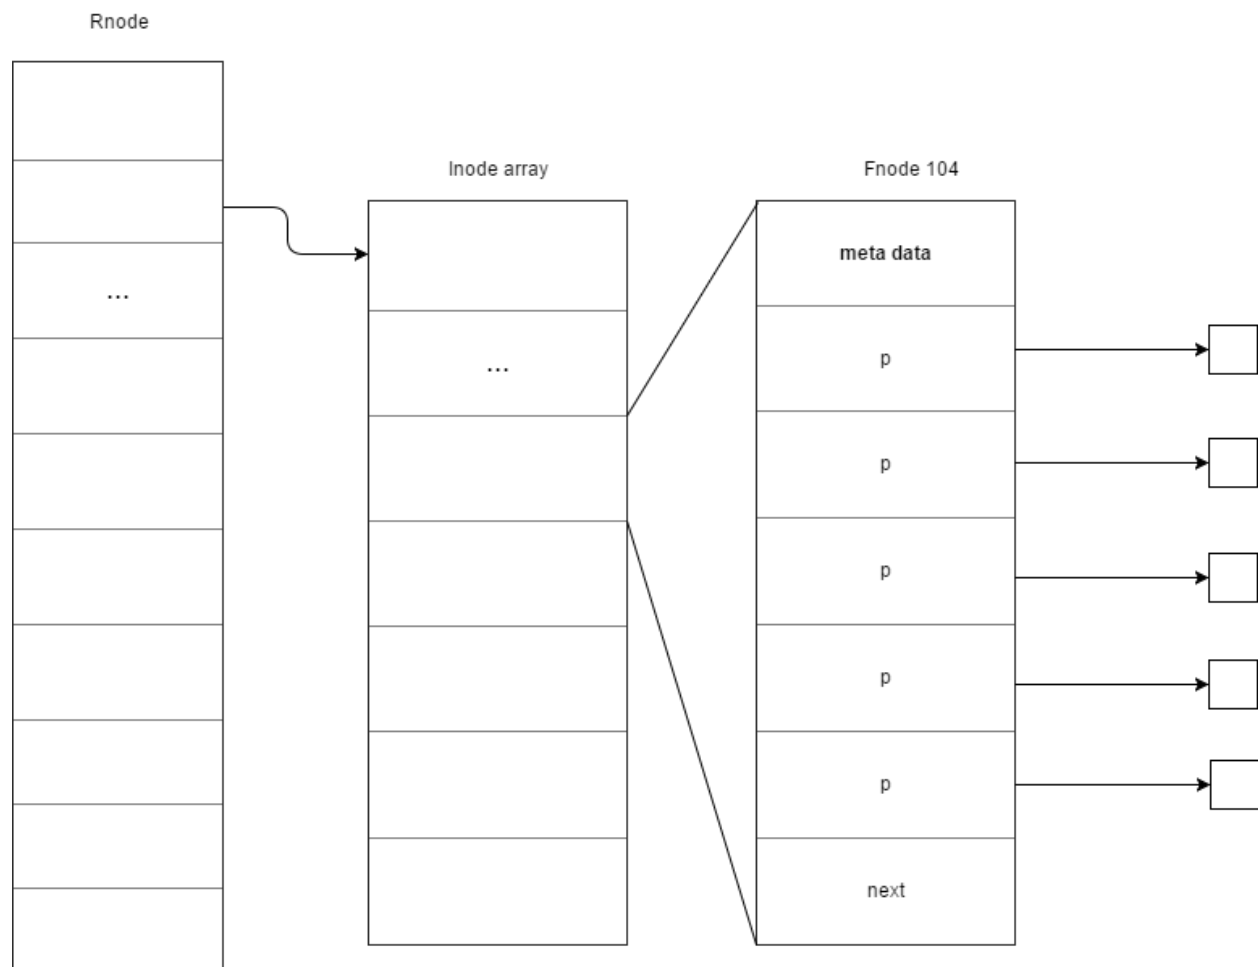 Rnode
Inode array
Fnode 104
meta data
...
p
...
p
p
p
p
next